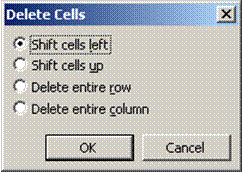 Delete Cells
Shift cells left
Shift cells up
Delete entire row
Delete entire column
OK Cancel